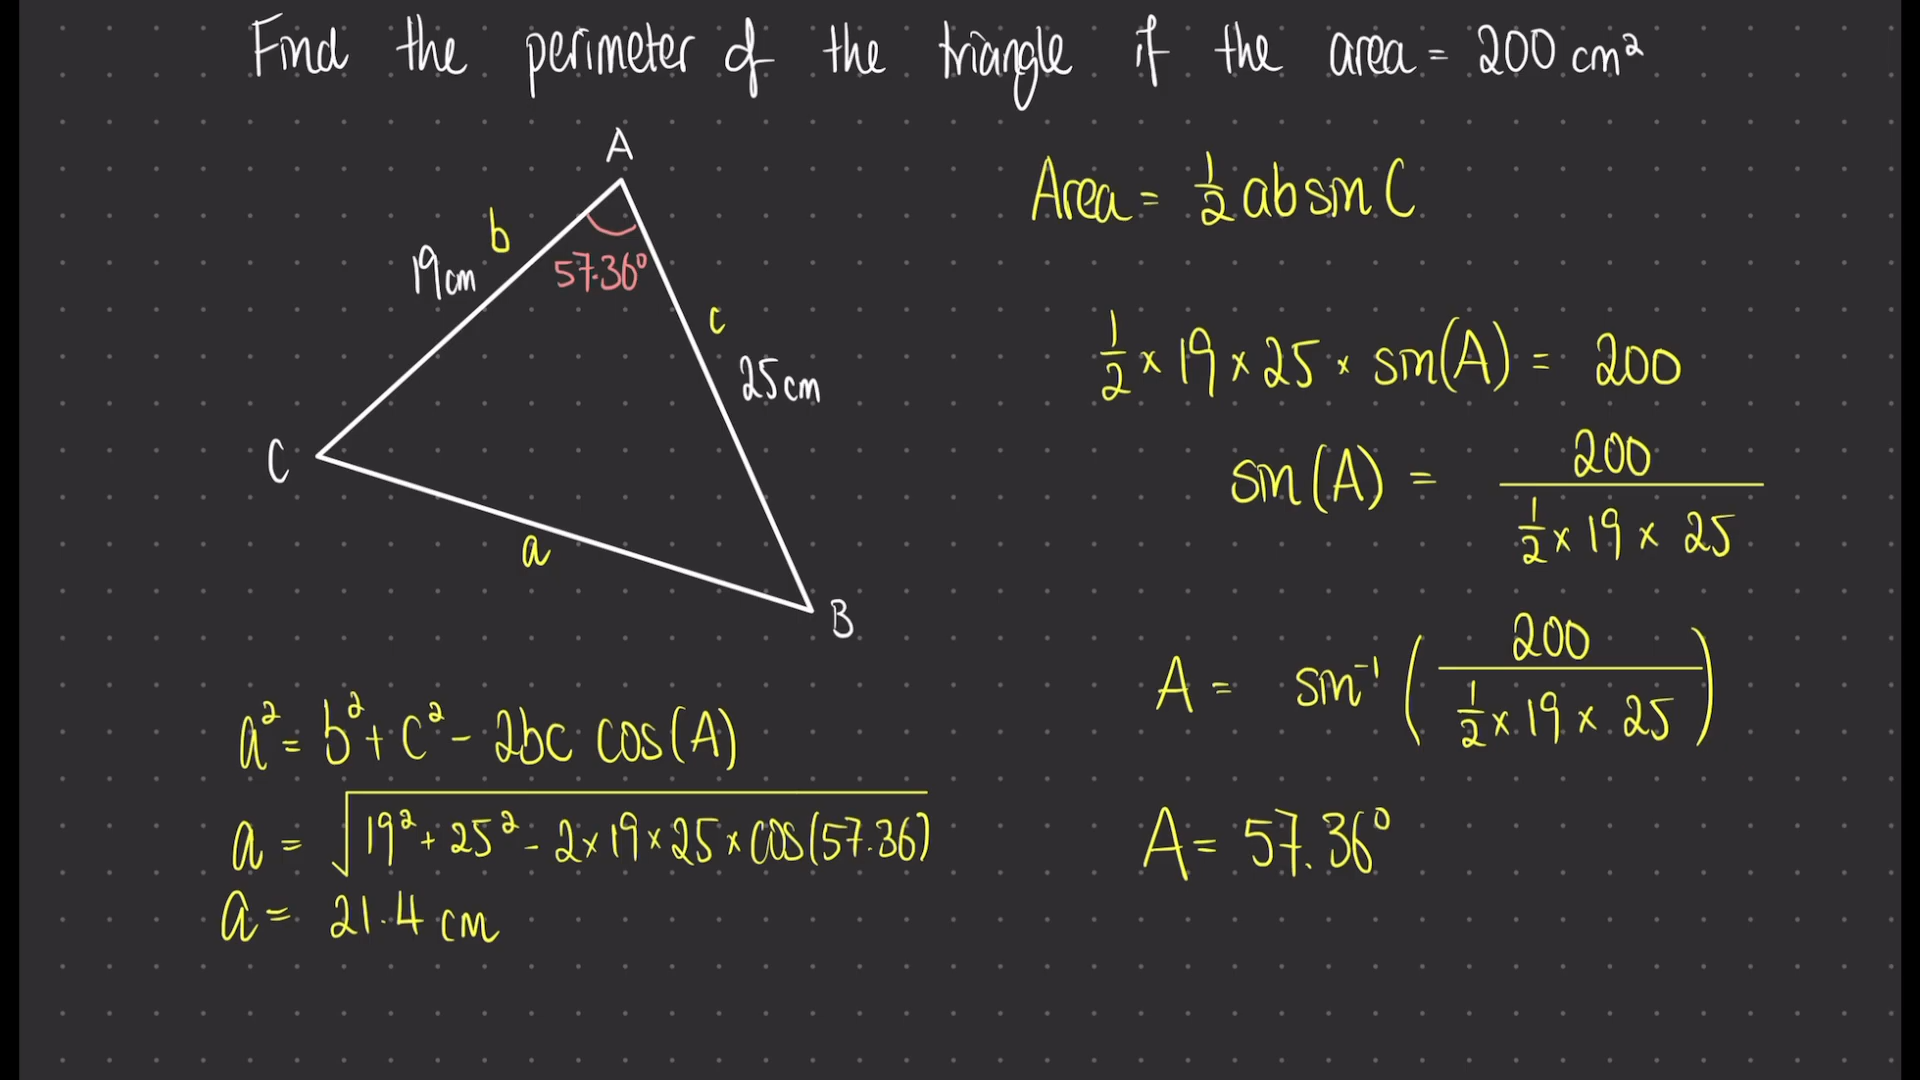 Find the perimeter of the triangle if the area = 200 cm²
A
b
19cm
57.36°
c
25cm
C
a
B
a² = b² + c² - 2bc cos(A)
a = √(19² + 25² - 2×19×25×cos(57.36))
a = 21.4 cm
Area = 1/2 ab sin C
1/2 × 19 × 25 × sin(A) = 200
sin(A) = 200 / (1/2 × 19 × 25)
A = sin⁻¹ (200 / (1/2 × 19 × 25))
A = 57.36°